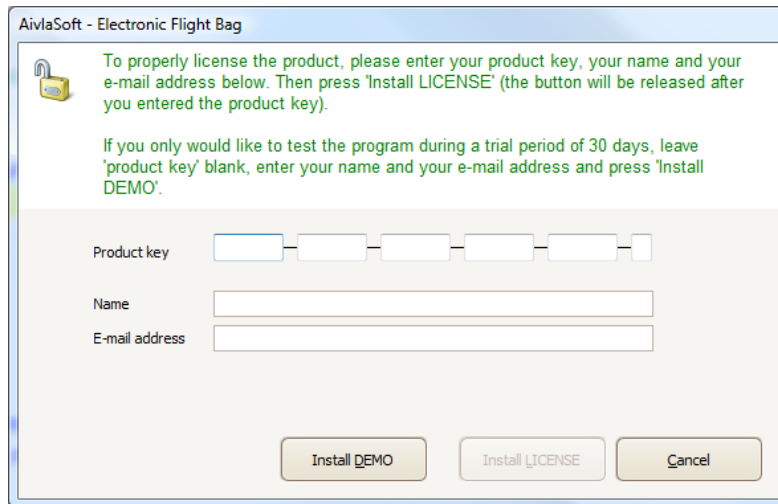 AivlaSoft - Electronic Flight Bag
To properly license the product, please enter your product key, your name and your
e-mail address below. Then press 'Install LICENSE' (the button will be released after
you entered the product key).
If you only would like to test the program during a trial period of 30 days, leave
'product key' blank, enter your name and your e-mail address and press 'Install
DEMO'.
Product key
Name
E-mail address
Install DEMO Install LICENSE Cancel